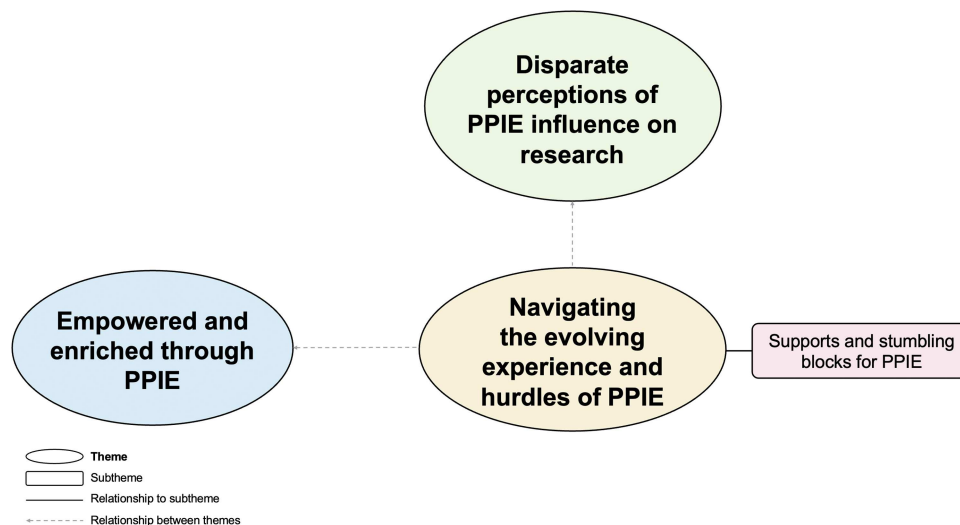 Disparate
perceptions of
PPIE influence on
research
Empowered and
enriched through
PPIE
Navigating
the evolving
experience and
hurdles of PPIE
Supports and stumbling
blocks for PPIE
Theme
Subtheme
Relationship to subtheme
Relationship between themes